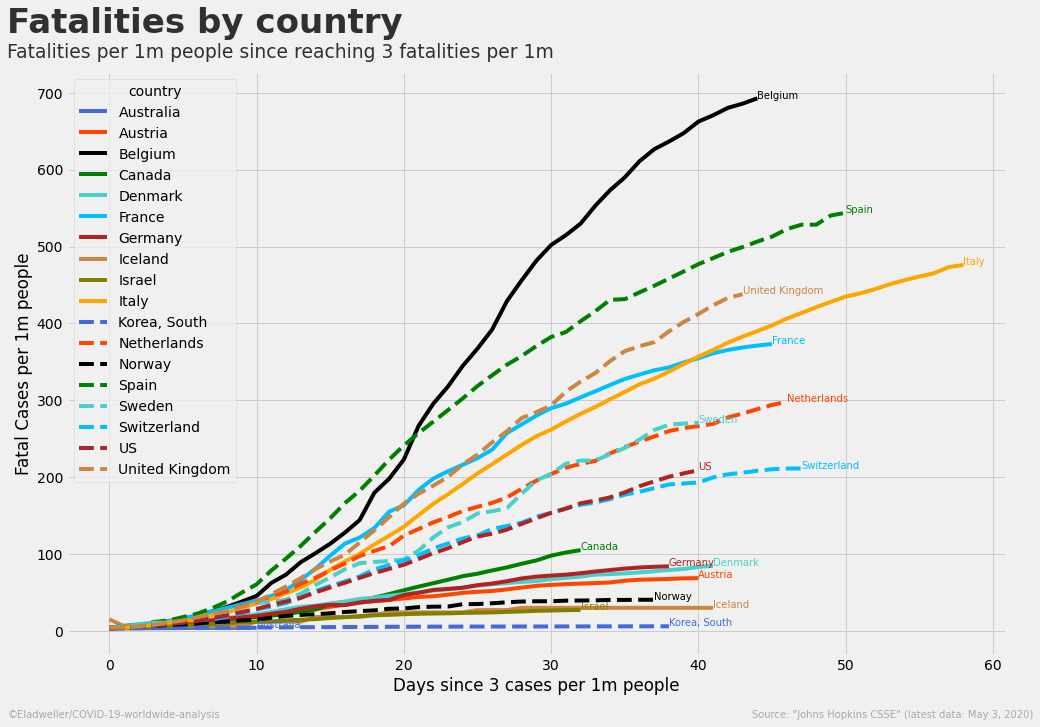 Fatalities by country
Fatalities per 1m people since reaching 3 fatalities per 1m
Fatal Cases per 1m people
700
600
500
400
300
200
100
0
country
Australia
Austria
Belgium
Canada
Denmark
France
Germany
Iceland
Israel
Italy
Korea, South
Netherlands
Norway
Spain
Sweden
Switzerland
US
United Kingdom
Belgium
Spain
Italy
United Kingdom
France
Netherlands
Sweden
US
Switzerland
Canada
Germany
Denmark
Austria
Norway
Iceland
Israel
Korea, South
0 10 20 30 40 50 60
Days since 3 cases per 1m people
©Eladweller/COVID-19-worldwide-analysis
Source: "Johns Hopkins CSSE" (latest data: May 3, 2020)